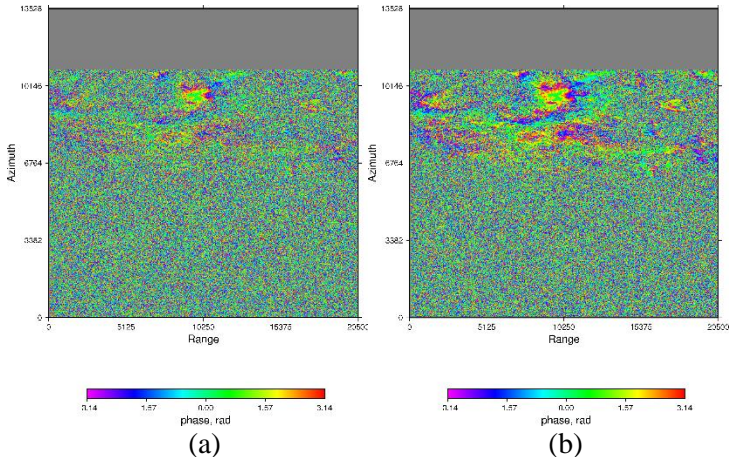 13528 13528
10146 10146
6764 6764
3382 3382
0 0
Azimuth Azimuth
0 5125 10250 15375 20500 0 5125 10250 15375 20500
Range Range
3.14 1.57 0.00 1.57 3.14 3.14 1.57 0.00 1.57 3.14
phase, rad phase, rad
(a) (b)